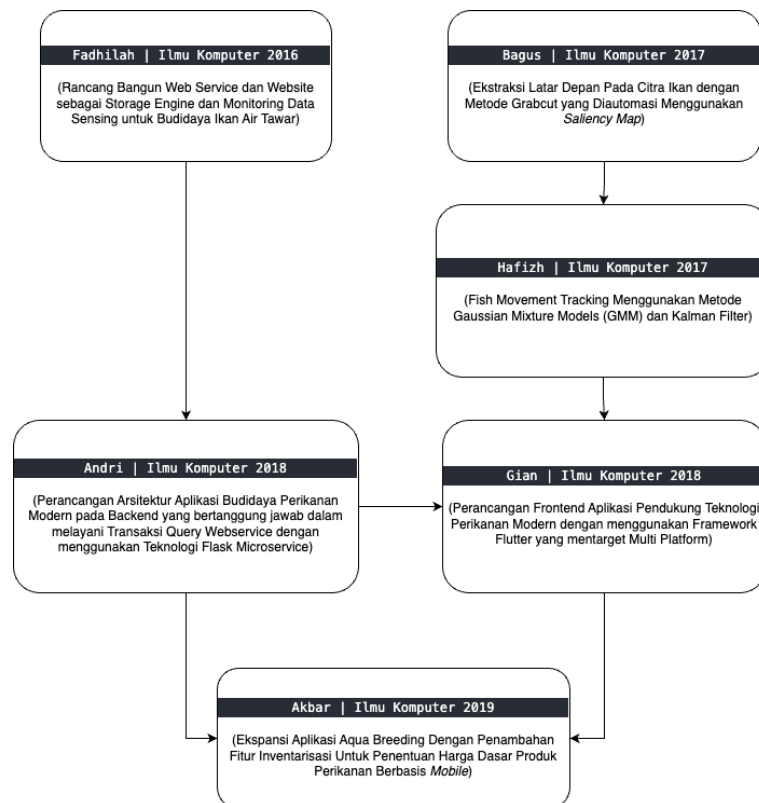 Fadhilah | Ilmu Komputer 2016
(Rancang Bangun Web Service dan Website
sebagai Storage Engine dan Monitoring Data
Sensing untuk Budidaya Ikan Air Tawar)
Bagus | Ilmu Komputer 2017
(Ekstraksi Latar Depan Pada Citra Ikan dengan
Metode Grabcut yang Diautomasi Menggunakan
Saliency Map)
Hafizh | Ilmu Komputer 2017
(Fish Movement Tracking Menggunakan Metode
Gaussian Mixture Models (GMM) dan Kalman Filter)
Andri | Ilmu Komputer 2018
(Perancangan Arsitektur Aplikasi Budidaya Perikanan
Modern pada Backend yang bertanggung jawab dalam
melayani Transaksi Query Webservice dengan
menggunakan Teknologi Flask Microservice)
Gian | Ilmu Komputer 2018
(Perancangan Frontend Aplikasi Pendukung Teknologi
Perikanan Modern dengan menggunakan Framework
Flutter yang mentarget Multi Platform)
Akbar | Ilmu Komputer 2019
(Ekspansi Aplikasi Aqua Breeding Dengan Penambahan
Fitur Inventarisasi Untuk Penentuan Harga Dasar Produk
Perikanan Berbasis Mobile)